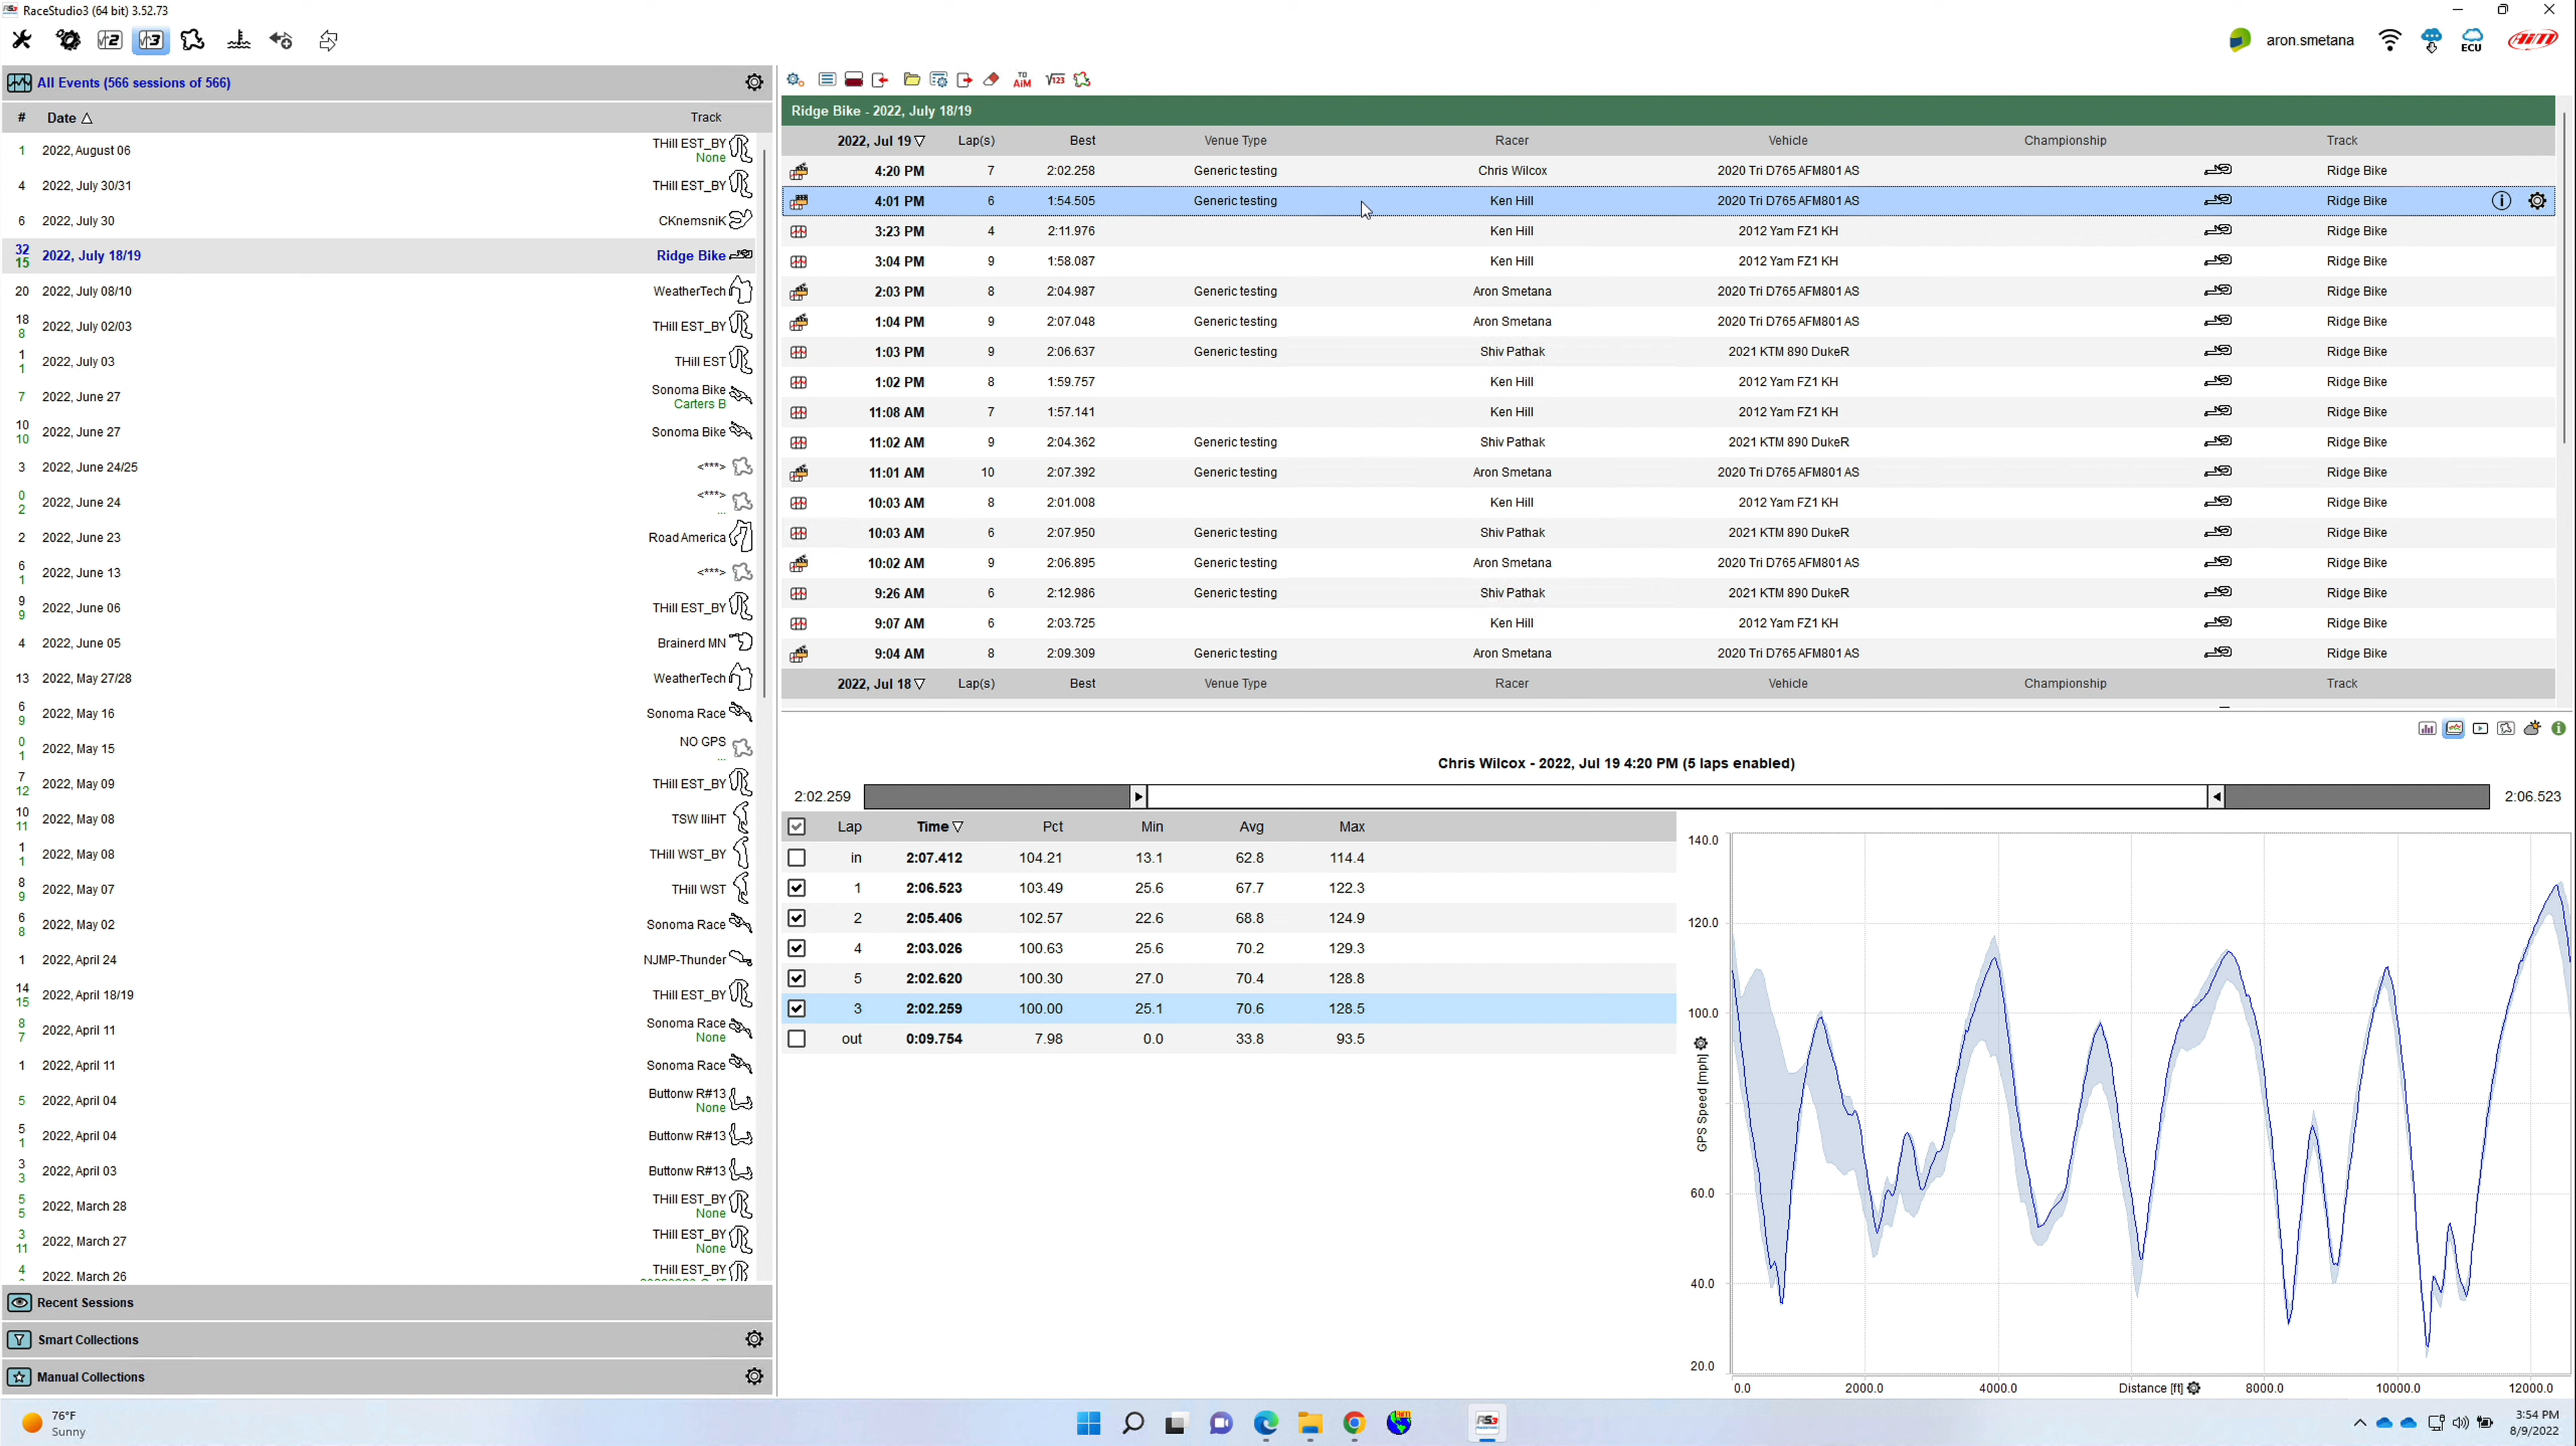 RaceStudio3 (64 bit) 3.52.73
aron.smetana ECU AiM
All Events (566 sessions of 566)
# Date Track
1 2022, August 06 THill EST_BY
None
4 2022, July 30/31 THill EST_BY
6 2022, July 30 CKnemsniK
32 2022, July 18/19 Ridge Bike
15
20 2022, July 08/10 WeatherTech
18 2022, July 02/03 THill EST_BY
8
1 2022, July 03 THill EST
1
7 2022, June 27 Sonoma Bike
Carters B
10 2022, June 27 Sonoma Bike
10
3 2022, June 24/25 <***>
0 2022, June 24 <***>
2 ...
2 2022, June 23 Road America
6 2022, June 13 <***>
1
9 2022, June 06 THill EST_BY
9
4 2022, June 05 Brainerd MN
13 2022, May 27/28 WeatherTech
6 2022, May 16 Sonoma Race
9
0 2022, May 15 NO GPS
1 ...
7 2022, May 09 THill EST_BY
12
10 2022, May 08 TSW IliHT
11
1 2022, May 08 THill WST_BY
1
8 2022, May 07 THill WST
9
6 2022, May 02 Sonoma Race
8
1 2022, April 24 NJMP-Thunder
14 2022, April 18/19 THill EST_BY
15
8 2022, April 11 Sonoma Race
7 None
1 2022, April 11 Sonoma Race
5 2022, April 04 Buttonw R#13
None
5 2022, April 04 Buttonw R#13
1
3 2022, April 03 Buttonw R#13
3
5 2022, March 28 THill EST_BY
5 None
3 2022, March 27 THill EST_BY
11 None
4 2022, March 26 THill EST_BY
Recent Sessions
Smart Collections
Manual Collections
TO AiM √123
Ridge Bike - 2022, July 18/19
2022, Jul 19 Lap(s) Best Venue Type Racer Vehicle Championship Track
4:20 PM 7 2:02.258 Generic testing Chris Wilcox 2020 Tri D765 AFM801 AS Ridge Bike
4:01 PM 6 1:54.505 Generic testing Ken Hill 2020 Tri D765 AFM801 AS Ridge Bike
3:23 PM 4 2:11.976 Ken Hill 2012 Yam FZ1 KH Ridge Bike
3:04 PM 9 1:58.087 Ken Hill 2012 Yam FZ1 KH Ridge Bike
2:03 PM 8 2:04.987 Generic testing Aron Smetana 2020 Tri D765 AFM801 AS Ridge Bike
1:04 PM 9 2:07.048 Generic testing Aron Smetana 2020 Tri D765 AFM801 AS Ridge Bike
1:03 PM 9 2:06.637 Generic testing Shiv Pathak 2021 KTM 890 DukeR Ridge Bike
1:02 PM 8 1:59.757 Ken Hill 2012 Yam FZ1 KH Ridge Bike
11:08 AM 7 1:57.141 Ken Hill 2012 Yam FZ1 KH Ridge Bike
11:02 AM 9 2:04.362 Generic testing Shiv Pathak 2021 KTM 890 DukeR Ridge Bike
11:01 AM 10 2:07.392 Generic testing Aron Smetana 2020 Tri D765 AFM801 AS Ridge Bike
10:03 AM 8 2:01.008 Ken Hill 2012 Yam FZ1 KH Ridge Bike
10:03 AM 6 2:07.950 Generic testing Shiv Pathak 2021 KTM 890 DukeR Ridge Bike
10:02 AM 9 2:06.895 Generic testing Aron Smetana 2020 Tri D765 AFM801 AS Ridge Bike
9:26 AM 6 2:12.986 Generic testing Shiv Pathak 2021 KTM 890 DukeR Ridge Bike
9:07 AM 6 2:03.725 Ken Hill 2012 Yam FZ1 KH Ridge Bike
9:04 AM 8 2:09.309 Generic testing Aron Smetana 2020 Tri D765 AFM801 AS Ridge Bike
2022, Jul 18 Lap(s) Best Venue Type Racer Vehicle Championship Track
Chris Wilcox - 2022, Jul 19 4:20 PM (5 laps enabled)
2:02.259 2:06.523
Lap Time Pct Min Avg Max
in 2:07.412 104.21 13.1 62.8 114.4
1 2:06.523 103.49 25.6 67.7 122.3
2 2:05.406 102.57 22.6 68.8 124.9
4 2:03.026 100.63 25.6 70.2 129.3
5 2:02.620 100.30 27.0 70.4 128.8
3 2:02.259 100.00 25.1 70.6 128.5
out 0:09.754 7.98 0.0 33.8 93.5
140.0
120.0
100.0
GPS Speed [mph]
60.0
40.0
20.0
0.0 2000.0 4000.0 Distance [ft] 8000.0 10000.0 12000.0
76°F
Sunny
RS3
3:54 PM
8/9/2022